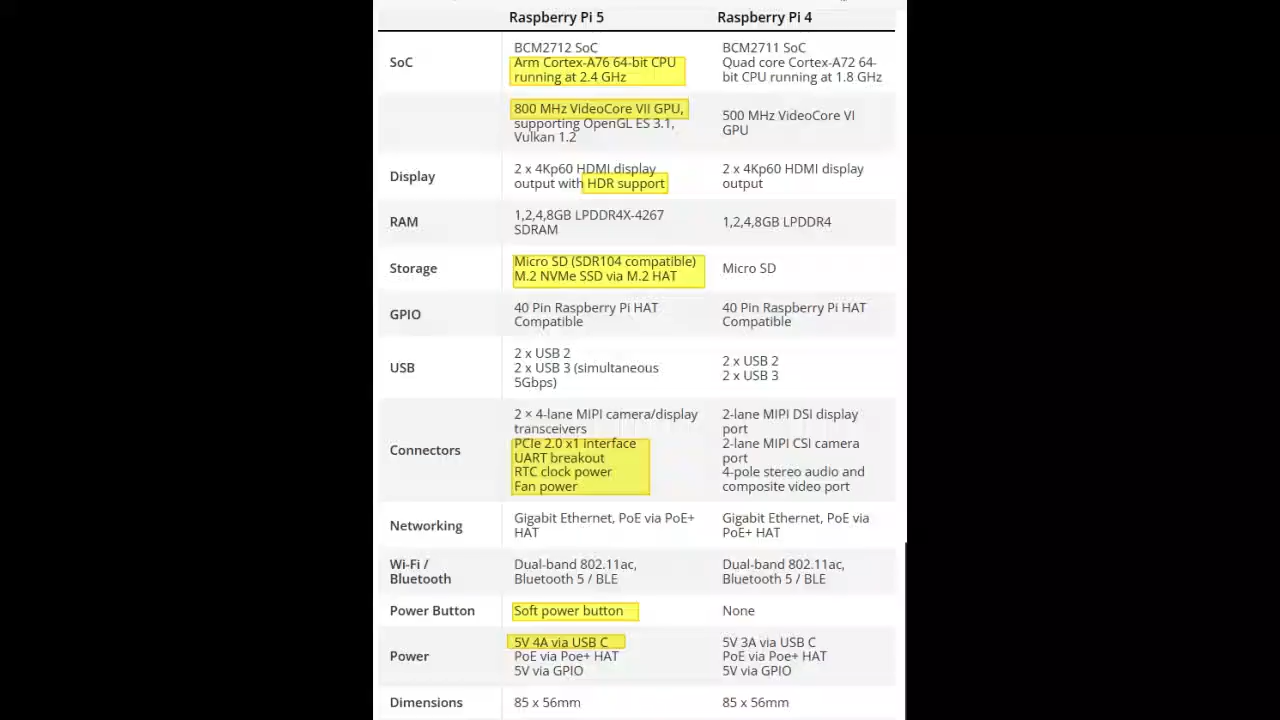 Raspberry Pi 5 Raspberry Pi 4
SoC
BCM2712 SoC
Arm Cortex-A76 64-bit CPU
running at 2.4 GHz
BCM2711 SoC
Quad core Cortex-A72 64-
bit CPU running at 1.8 GHz
800 MHz VideoCore VII GPU,
supporting OpenGL ES 3.1,
Vulkan 1.2
500 MHz VideoCore VI
GPU
Display
2 x 4Kp60 HDMI display
output with HDR support
2 x 4Kp60 HDMI display
output
RAM
1,2,4,8GB LPDDR4X-4267
SDRAM
1,2,4,8GB LPDDR4
Storage
Micro SD (SDR104 compatible)
M.2 NVMe SSD via M.2 HAT
Micro SD
GPIO
40 Pin Raspberry Pi HAT
Compatible
40 Pin Raspberry Pi HAT
Compatible
USB
2 x USB 2
2 x USB 3 (simultaneous
5Gbps)
2 x USB 2
2 x USB 3
Connectors
2 × 4-lane MIPI camera/display
transceivers
PCIe 2.0 x1 interface
UART breakout
RTC clock power
Fan power
2-lane MIPI DSI display
port
2-lane MIPI CSI camera
port
4-pole stereo audio and
composite video port
Networking
Gigabit Ethernet, PoE via PoE+
HAT
Gigabit Ethernet, PoE via
PoE+ HAT
Wi-Fi /
Bluetooth
Dual-band 802.11ac,
Bluetooth 5 / BLE
Dual-band 802.11ac,
Bluetooth 5 / BLE
Power Button
Soft power button
None
Power
5V 4A via USB C
PoE via Poe+ HAT
5V via GPIO
5V 3A via USB C
PoE via Poe+ HAT
5V via GPIO
Dimensions
85 x 56mm
85 x 56mm